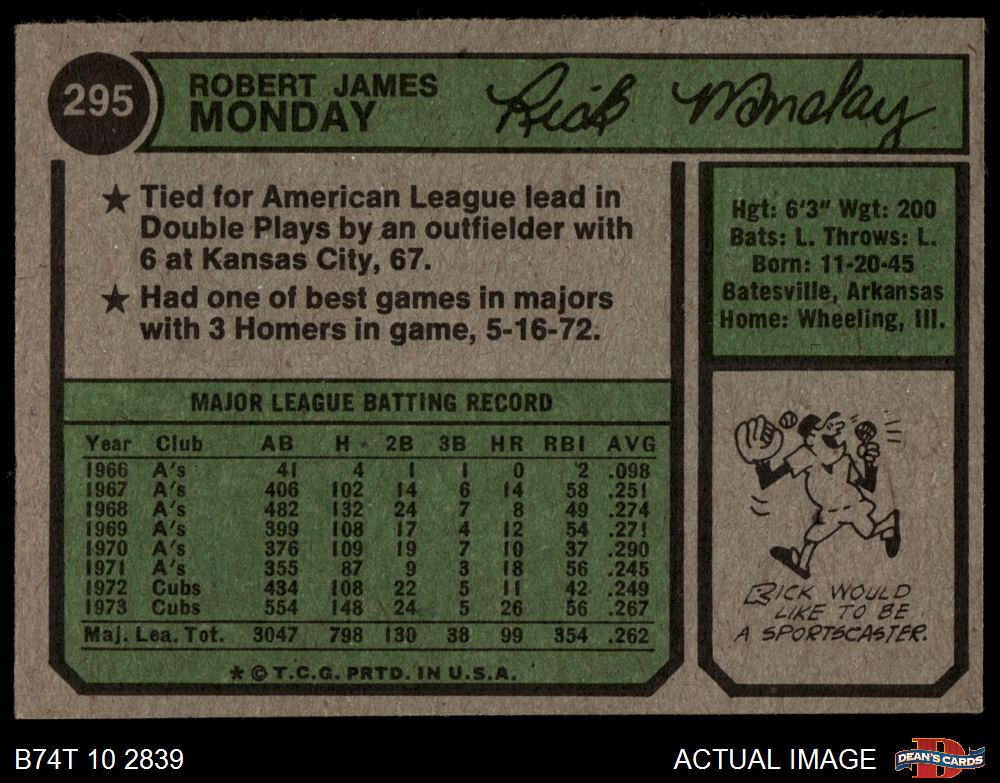 295
ROBERT JAMES
MONDAY
Rick Monday
★ Tied for American League lead in
Double Plays by an outfielder with
6 at Kansas City, 67.
★ Had one of best games in majors
with 3 Homers in game, 5-16-72.
Hgt: 6'3" Wgt: 200
Bats: L. Throws: L.
Born: 11-20-45
Batesville, Arkansas
Home: Wheeling, Ill.
MAJOR LEAGUE BATTING RECORD
Year Club AB H 2B 3B HR RBI AVG
1966 A's 41 4 1 1 0 2 .098
1967 A's 406 102 14 6 14 58 .251
1968 A's 482 132 24 7 8 49 .274
1969 A's 399 108 17 4 12 54 .271
1970 A's 376 109 19 7 10 37 .290
1971 A's 355 87 9 3 18 56 .245
1972 Cubs 434 108 22 5 11 42 .249
1973 Cubs 554 148 24 5 26 56 .267
Maj. Lea. Tot. 3047 798 130 38 99 354 .262
* © T.C.G. PRTD. IN U.S.A.
RICK WOULD
LIKE TO BE
A SPORTSCASTER.
B74T 10 2839
ACTUAL IMAGE
D
DEAN'S CARDS